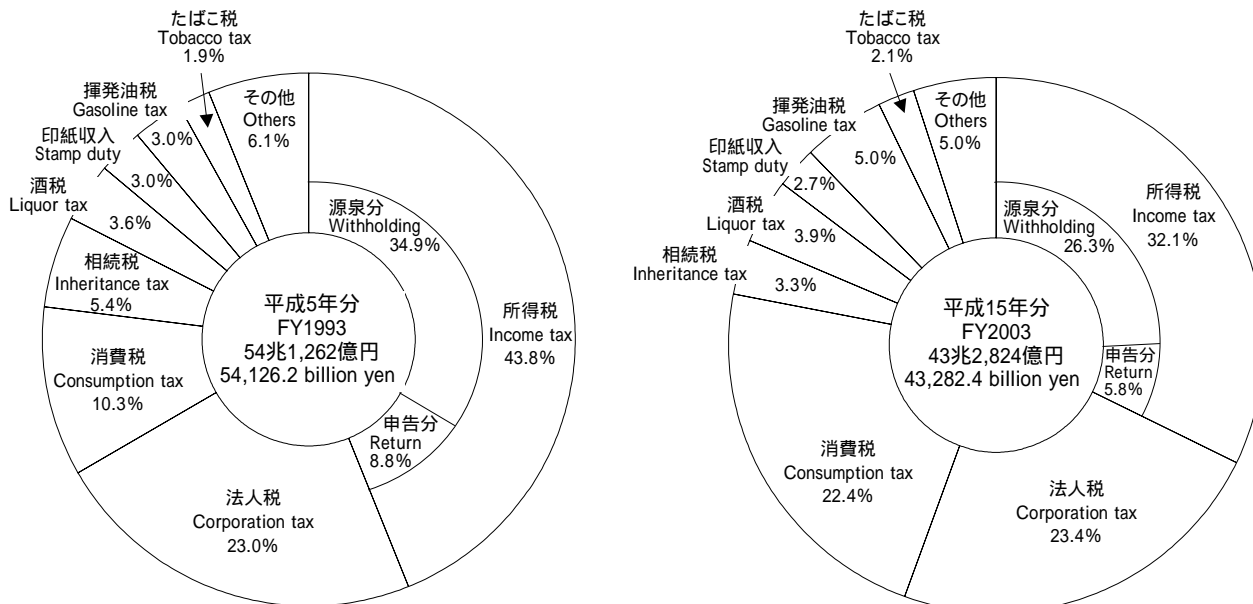 たばこ税
Tobacco tax
1.9%
揮発油税
Gasoline tax
3.0%
その他
Others
6.1%
印紙収入
Stamp duty
3.0%
酒税
Liquor tax
3.6%
相続税
Inheritance tax
5.4%
源泉分
Withholding
34.9%
平成5年分
FY1993
54兆1,262億円
54,126.2 billion yen
所得税
Income tax
43.8%
消費税
Consumption tax
10.3%
申告分
Return
8.8%
法人税
Corporation tax
23.0%
たばこ税
Tobacco tax
2.1%
揮発油税
Gasoline tax
5.0%
その他
Others
5.0%
印紙収入
Stamp duty
2.7%
酒税
Liquor tax
3.9%
相続税
Inheritance tax
3.3%
源泉分
Withholding
26.3%
所得税
Income tax
32.1%
平成15年分
FY2003
43兆2,824億円
43,282.4 billion yen
申告分
Return
5.8%
消費税
Consumption tax
22.4%
法人税
Corporation tax
23.4%